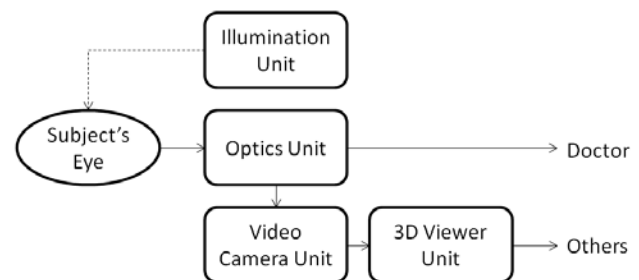 Illumination
Unit
Subject's
Eye
Optics Unit
Doctor
Video
Camera Unit
3D Viewer
Unit
Others